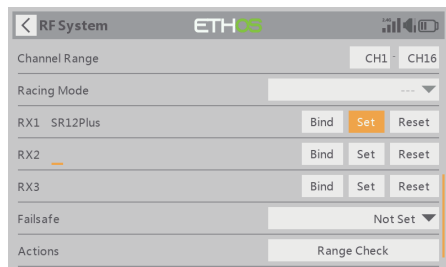 RF System ETHOS
Channel Range CH1 - CH16
Racing Mode ---
RX1 SR12Plus Bind Set Reset
RX2 Bind Set Reset
RX3 Bind Set Reset
Failsafe Not Set
Actions Range Check